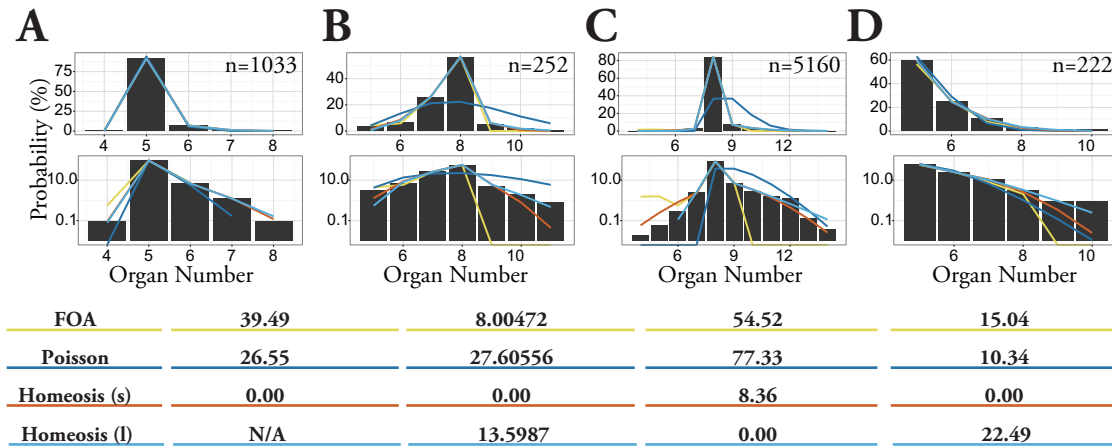 A B C D
Probability (%)
75
50
25
0
4 5 6 7 8
n=1033
40
20
0
6 8 10
n=252
80
60
40
20
0
6 9 12
n=5160
60
40
20
0
6 8 10
n=222
10.0
0.1
4 5 6 7 8
Organ Number
10.0
0.1
6 8 10
Organ Number
10.0
0.1
6 9 12
Organ Number
10.0
0.1
6 8 10
Organ Number
FOA 39.49 8.00472 54.52 15.04
Poisson 26.55 27.60556 77.33 10.34
Homeosis (s) 0.00 0.00 8.36 0.00
Homeosis (l) N/A 13.5987 0.00 22.49